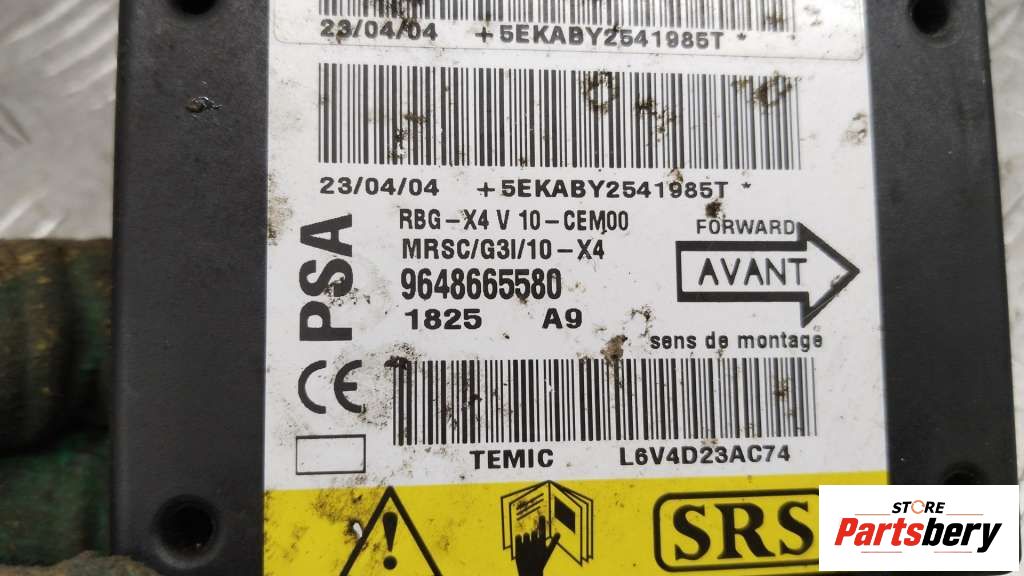 23/04/04 +5EKABY2541985T *
23/04/04 +5EKABY2541985T *
PSA
RBG-X4 V 10-CEM00
MRSC/G3I/10-X4
9648665580
1825 A9
FORWARD
AVANT
sens de montage
CE
TEMIC L6V4D23AC74
SRS
STORE
Partsbery